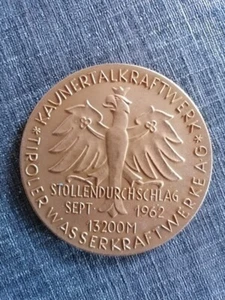 * KAUNERTALKRAFTWERK *
TIROLER WASSERKRAFTWERKE AG
STOLLENDURCHSCHLAG
SEPT. 1962
13200M